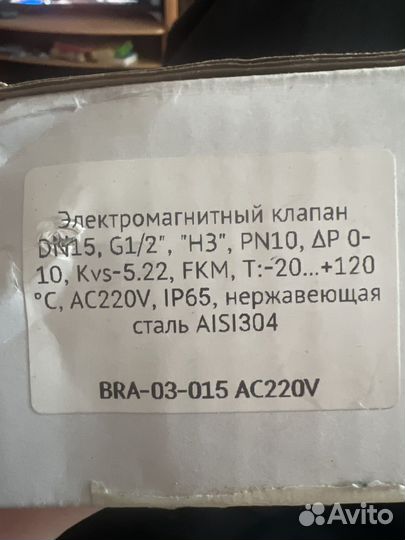 Электромагнитный клапан
DN15, G1/2", "НЗ", PN10, ΔP 0-
10, Kvs-5.22, FKM, T:-20...+120
°C, AC220V, IP65, нержавеющая
сталь AISI304
BRA-03-015 AC220V
Avito